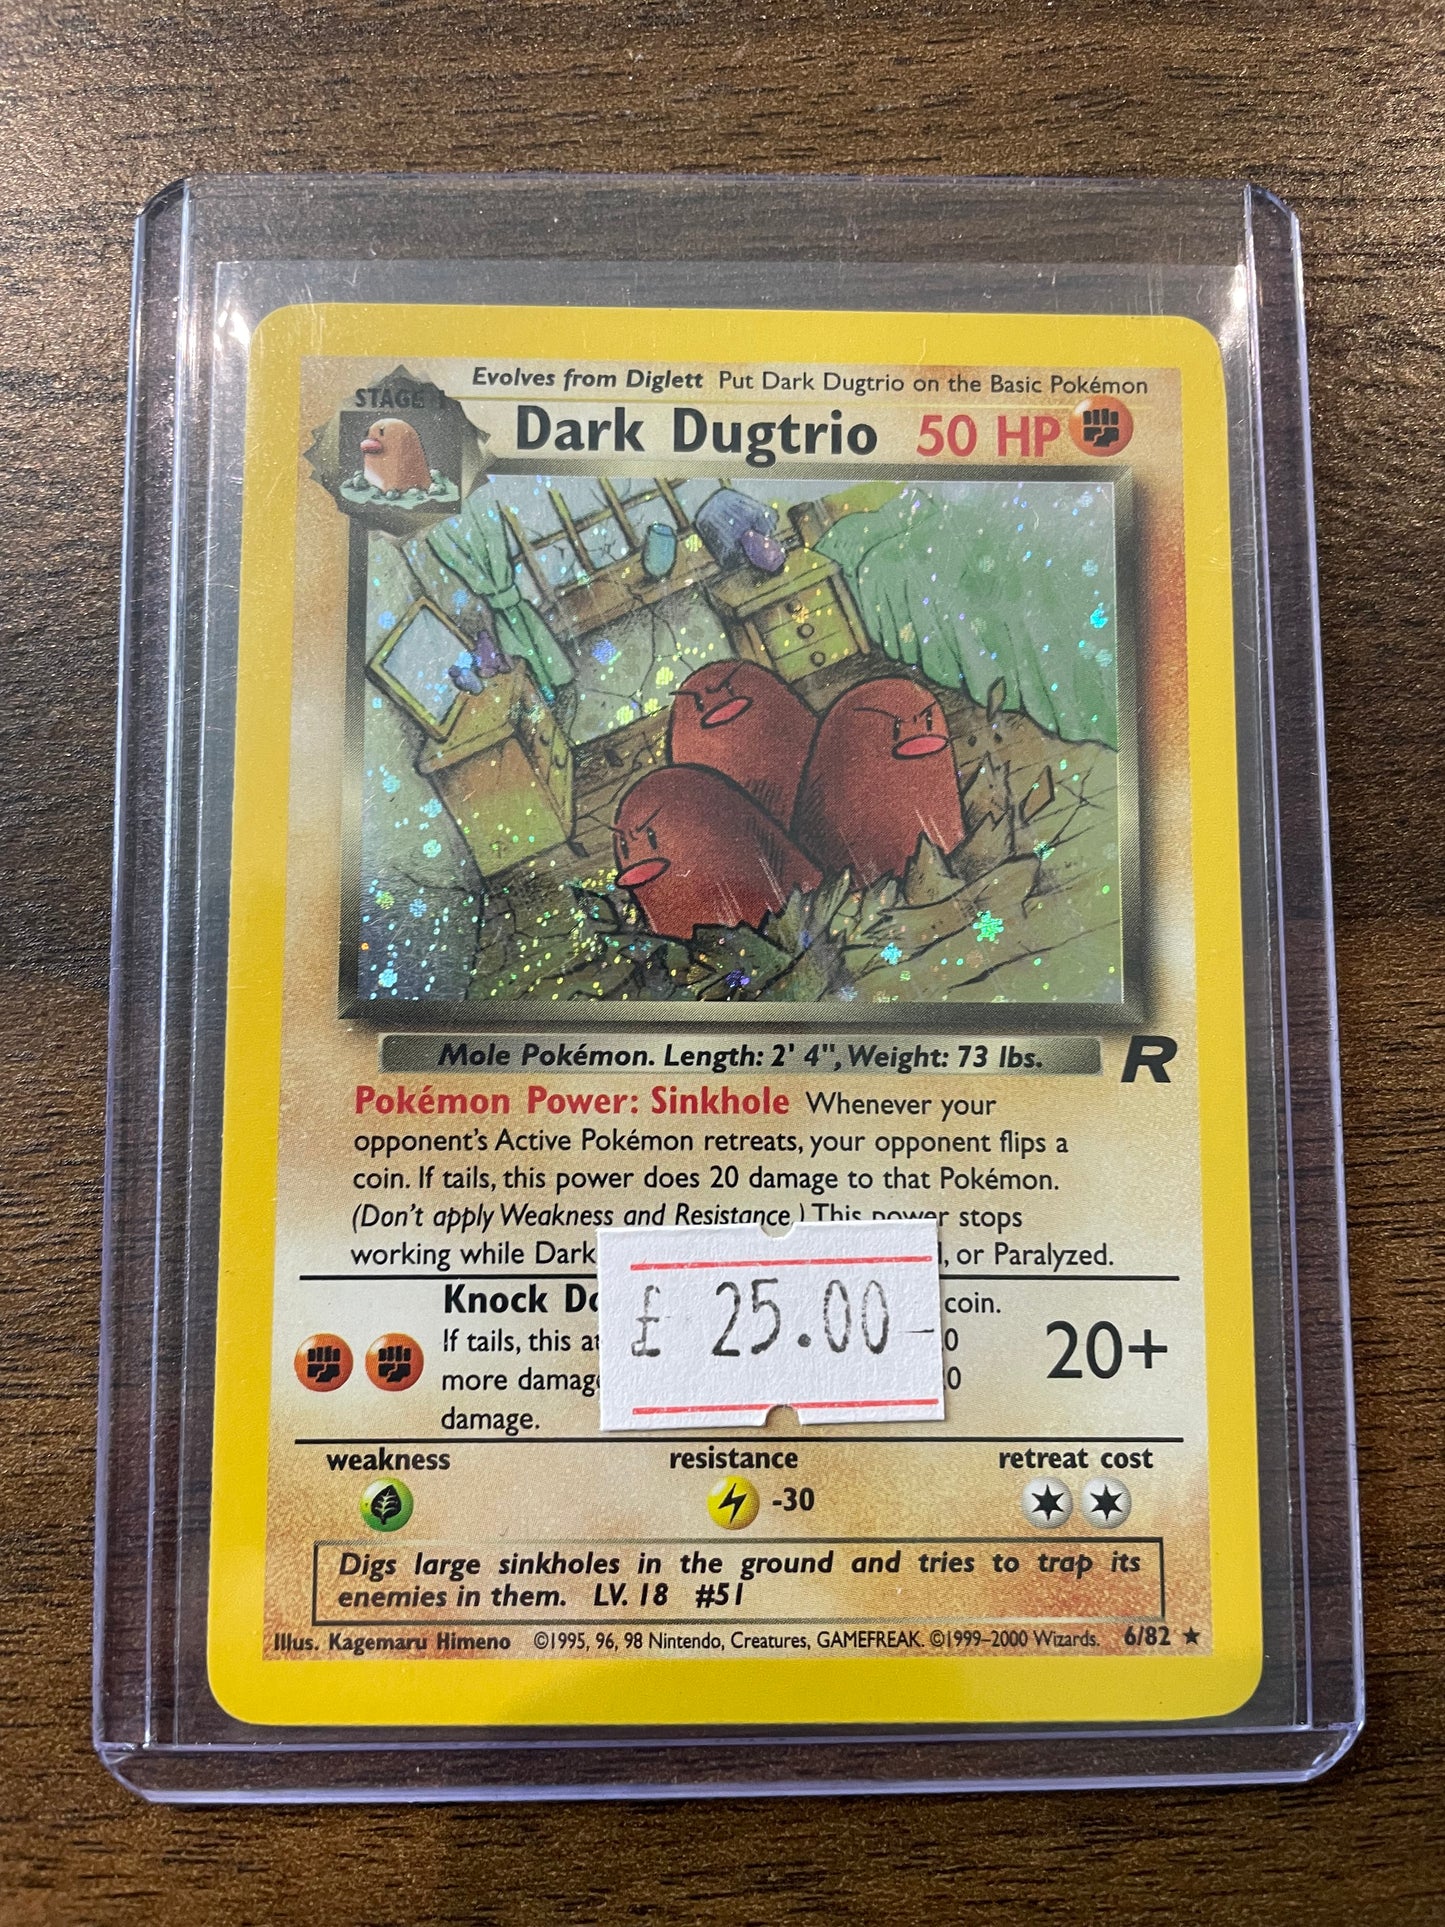 Evolves from Diglett Put Dark Dugtrio on the Basic Pokémon
STAGE 1
Dark Dugtrio 50 HP
Mole Pokémon. Length: 2' 4", Weight: 73 lbs.
R
Pokémon Power: Sinkhole Whenever your
opponent's Active Pokémon retreats, your opponent flips a
coin. If tails, this power does 20 damage to that Pokémon.
(Don't apply Weakness and Resistance.) This power stops
working while Dark , or Paralyzed.
Knock coin.
If tails, this
more
damage.
20+
£ 25.00
weakness resistance retreat cost
-30
Digs large sinkholes in the ground and tries to trap its
enemies in them. LV. 18 #51
Illus. Kagemaru Himeno ©1995, 96, 98 Nintendo, Creatures, GAMEFREAK. ©1999–2000 Wizards. 6/82 ★